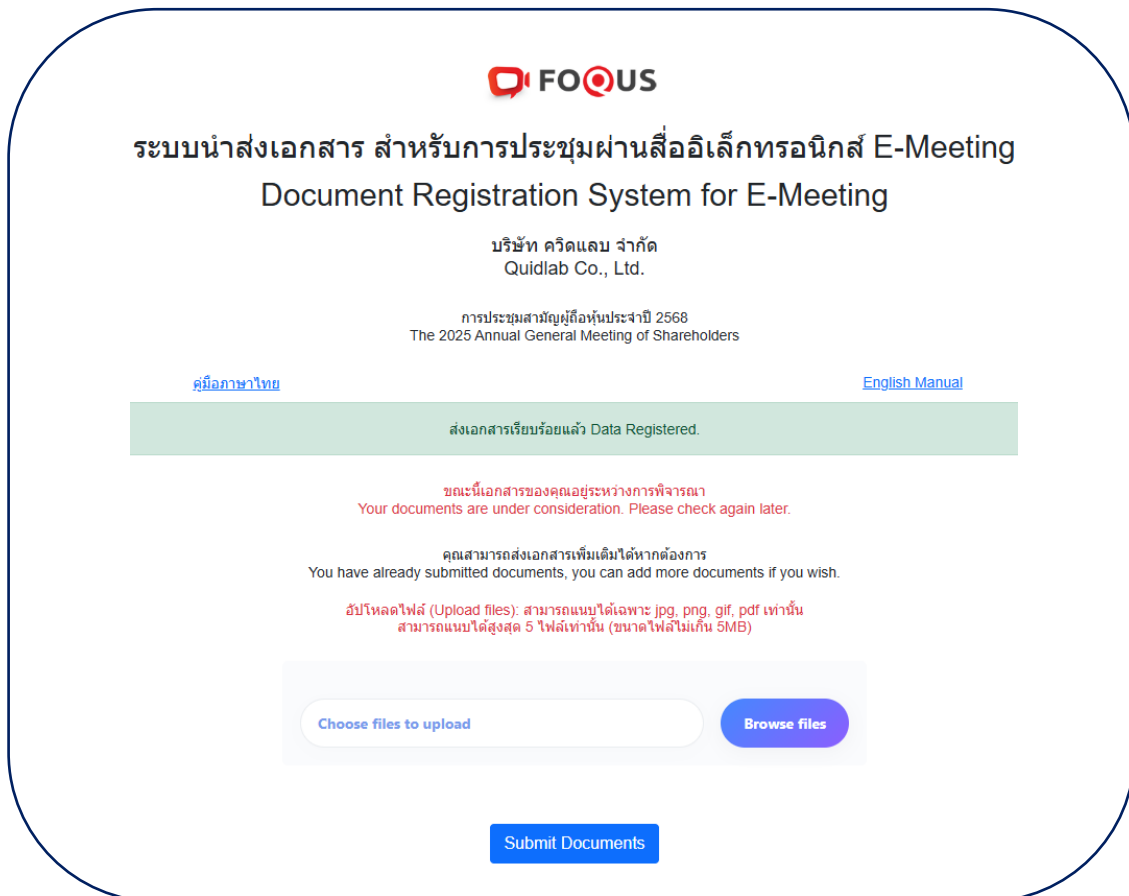 FOQUS
ระบบนำส่งเอกสาร สำหรับการประชุมผ่านสื่ออิเล็กทรอนิกส์ E-Meeting
Document Registration System for E-Meeting
บริษัท ควิดแลบ จำกัด
Quidlab Co., Ltd.
การประชุมสามัญผู้ถือหุ้นประจำปี 2568
The 2025 Annual General Meeting of Shareholders
คู่มือภาษาไทย
English Manual
ส่งเอกสารเรียบร้อยแล้ว Data Registered.
ขณะนี้เอกสารของคุณอยู่ระหว่างการพิจารณา
Your documents are under consideration. Please check again later.
คุณสามารถส่งเอกสารเพิ่มเติมได้หากต้องการ
You have already submitted documents, you can add more documents if you wish.
อัปโหลดไฟล์ (Upload files): สามารถแนบได้เฉพาะ jpg, png, gif, pdf เท่านั้น
สามารถแนบได้สูงสุด 5 ไฟล์เท่านั้น (ขนาดไฟล์ไม่เกิน 5MB)
Choose files to upload
Browse files
Submit Documents